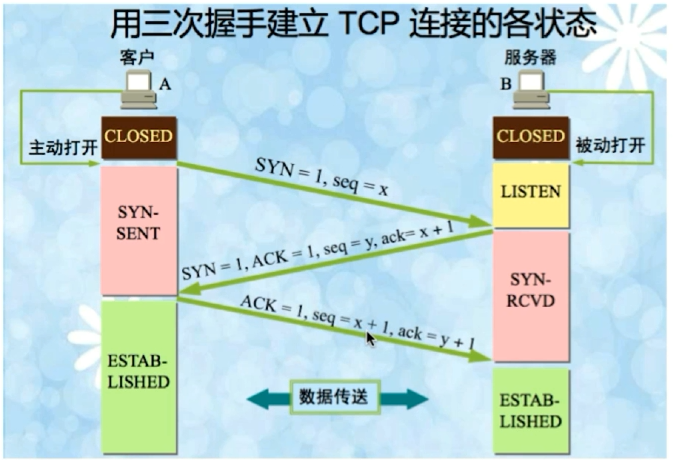 用三次握手建立 TCP 连接的各状态
客户
服务器
A
B
CLOSED
CLOSED
主动打开
被动打开
SYN = 1, seq = x
LISTEN
SYN-
SENT
SYN = 1, ACK = 1, seq = y, ack= x + 1
SYN-
RCVD
ACK = 1, seq = x + 1, ack = y + 1
ESTAB-
LISHED
数据传送
ESTAB-
LISHED